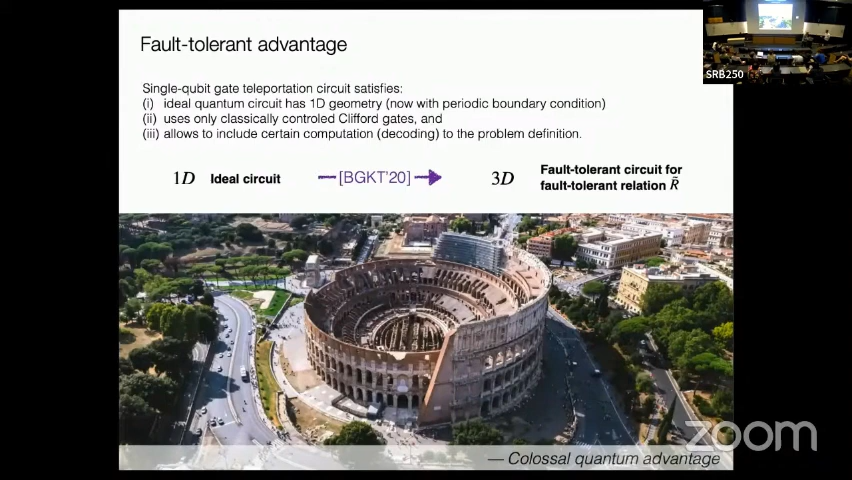 Fault-tolerant advantage
SRB250
Single-qubit gate teleportation circuit satisfies:
(i) ideal quantum circuit has 1D geometry (now with periodic boundary condition)
(ii) uses only classically controled Clifford gates, and
(iii) allows to include certain computation (decoding) to the problem definition.
1D Ideal circuit [BGKT'20] 3D Fault-tolerant circuit for
fault-tolerant relation R̃
zoom
— Colossal quantum advantage